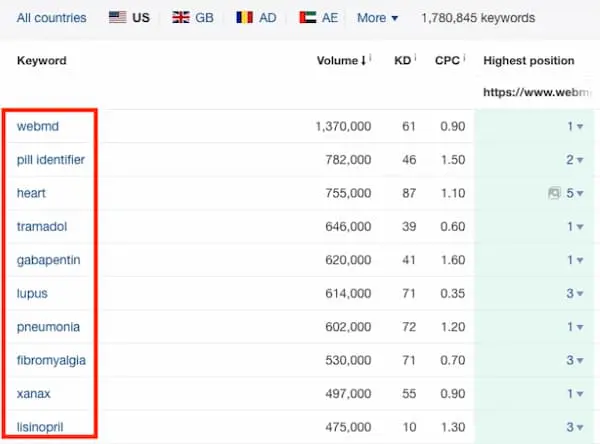 All countries US GB AD AE More 1,780,845 keywords
Keyword Volume ↓ i KD i CPC i Highest position
https://www.webm
webmd 1,370,000 61 0.90 1
pill identifier 782,000 46 1.50 2
heart 755,000 87 1.10 5
tramadol 646,000 39 0.60 1
gabapentin 620,000 41 1.60 1
lupus 614,000 71 0.35 3
pneumonia 602,000 72 1.20 1
fibromyalgia 530,000 71 0.70 3
xanax 497,000 55 0.90 1
lisinopril 475,000 10 1.30 3